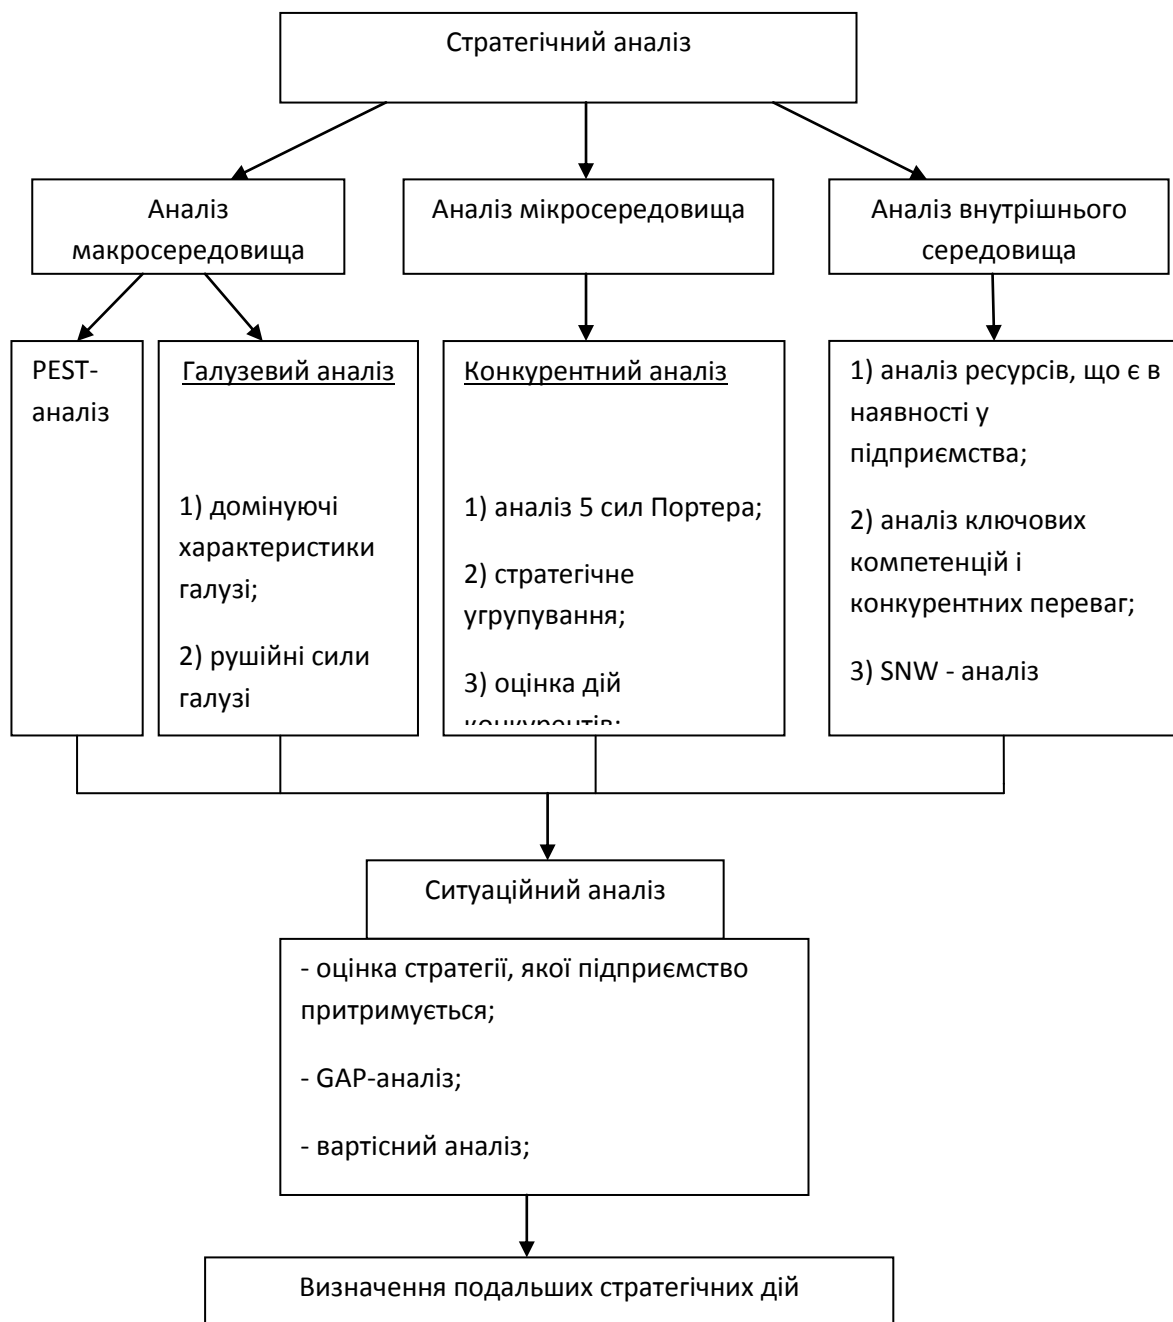 Стратегічний аналіз
Аналіз
макросередовища
Аналіз мікросередовища
Аналіз внутрішнього
середовища
PEST-
аналіз
Галузевий аналіз
1) домінуючі
характеристики
галузі;
2) рушійні сили
галузі
Конкурентний аналіз
1) аналіз 5 сил Портера;
2) стратегічне
угрупування;
3) оцінка дій
конкурентів;
1) аналіз ресурсів, що є в
наявності у
підприємства;
2) аналіз ключових
компетенцій і
конкурентних переваг;
3) SNW - аналіз
Ситуаційний аналіз
- оцінка стратегії, якої підприємство
притримується;
- GAP-аналіз;
- вартісний аналіз;
Визначення подальших стратегічних дій